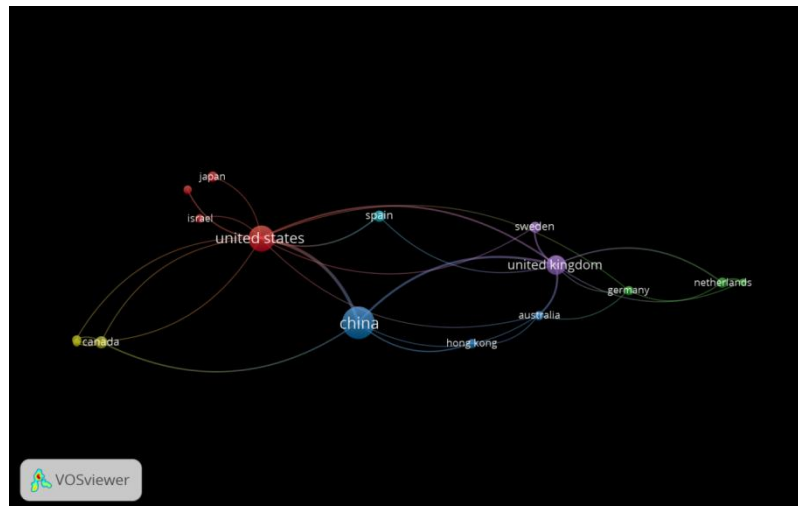 japan
israel
united states
spain
sweden
united kingdom
germany
netherlands
china
australia
hong kong
canada
VOSviewer